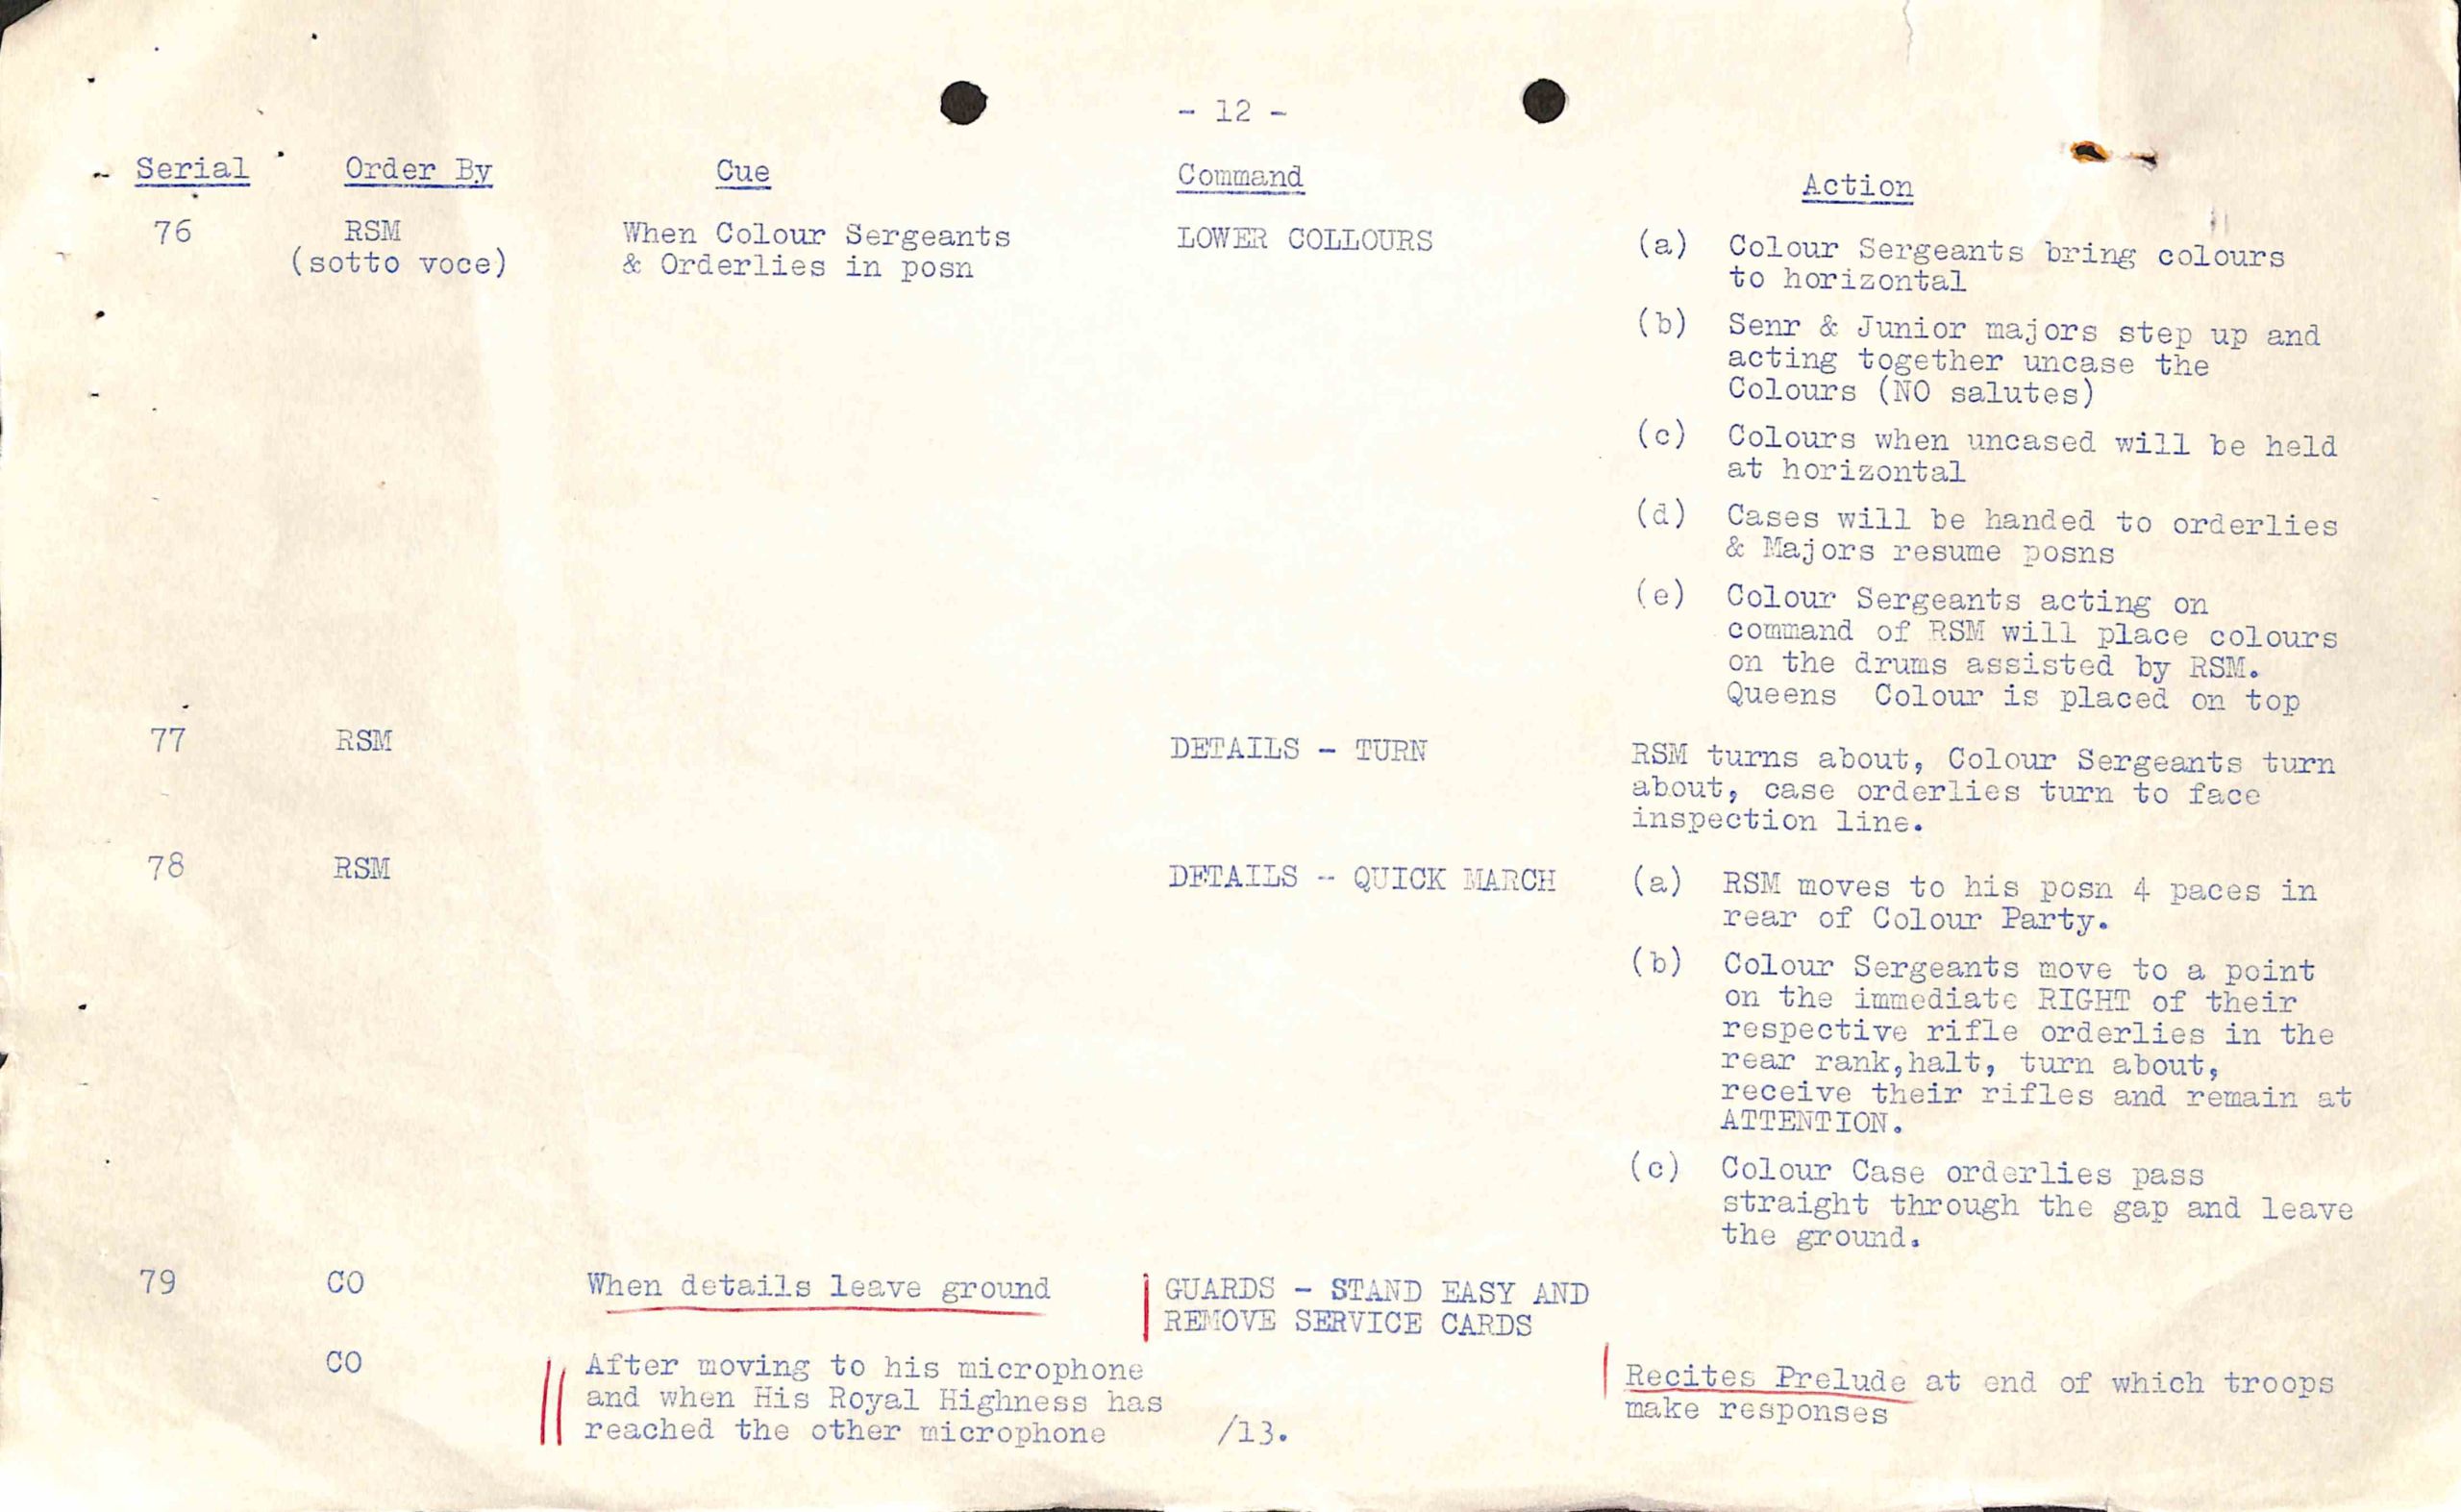 - 12 -
Serial Order By Cue Command Action
76 RSM When Colour Sergeants LOWER COLLOURS (a) Colour Sergeants bring colours
(sotto voce) & Orderlies in posn to horizontal
(b) Senr & Junior majors step up and
acting together uncase the
Colours (NO salutes)
(c) Colours when uncased will be held
at horizontal
(d) Cases will be handed to orderlies
& Majors resume posns
(e) Colour Sergeants acting on
command of RSM will place colours
on the drums assisted by RSM.
Queens Colour is placed on top
77 RSM DETAILS - TURN RSM turns about, Colour Sergeants turn
about, case orderlies turn to face
inspection line.
78 RSM DETAILS - QUICK MARCH (a) RSM moves to his posn 4 paces in
rear of Colour Party.
(b) Colour Sergeants move to a point
on the immediate RIGHT of their
respective rifle orderlies in the
rear rank,halt, turn about,
receive their rifles and remain at
ATTENTION.
(c) Colour Case orderlies pass
straight through the gap and leave
the ground.
79 CO When details leave ground GUARDS - STAND EASY AND
REMOVE SERVICE CARDS
CO After moving to his microphone Recites Prelude at end of which troops
and when His Royal Highness has make responses
reached the other microphone /13.